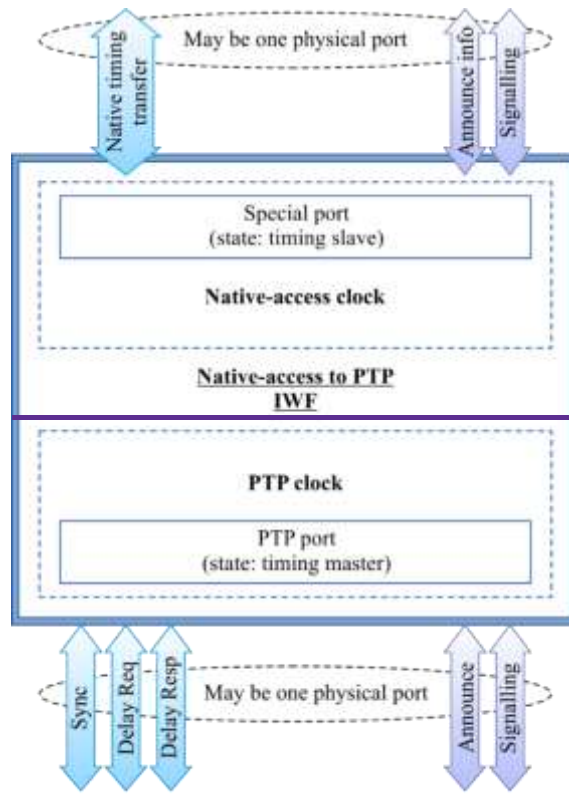 May be one physical port
Native timing
transfer
Announce info
Signalling
Special port
(state: timing slave)
Native-access clock
Native-access to PTP
IWF
PTP clock
PTP port
(state: timing master)
Sync
Delay Req
Delay Resp
May be one physical port
Announce
Signalling